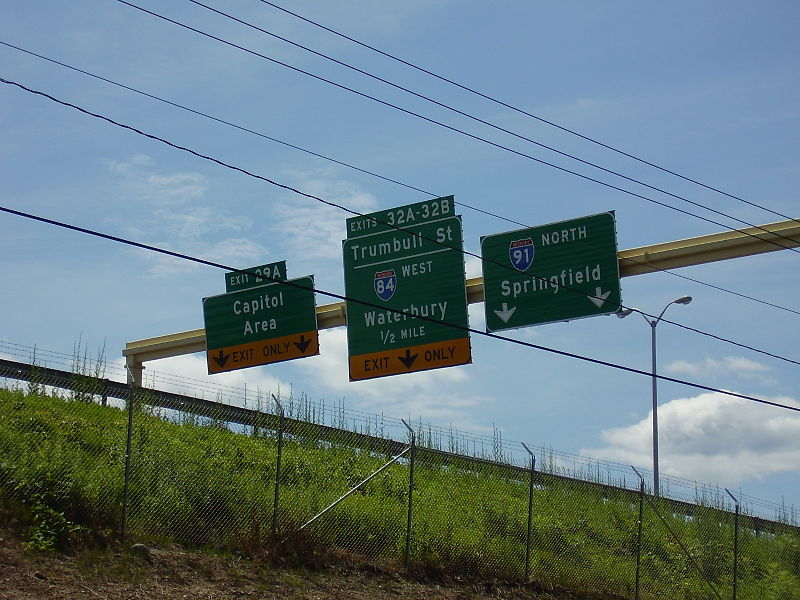 EXIT 29A
Capitol
Area
EXIT ONLY
EXITS 32A-32B
Trumbull St
84 WEST
Waterbury
1/2 MILE
EXIT ONLY
91 NORTH
Springfield